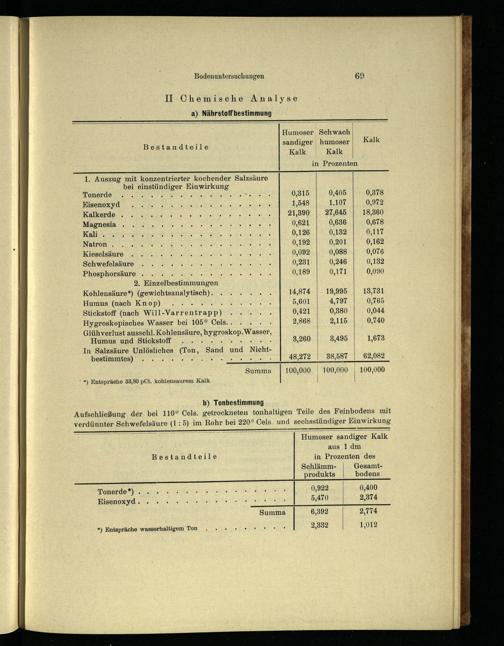 Bodenuntersuchungen 69
II Chemische Analyse
a) Nährstoffbestimmung
Bestandteile | Humoser sandiger Kalk | Schwach humoser Kalk | Kalk
in Prozenten
1. Auszug mit konzentrierter kochender Salzsäure
bei einstündiger Einwirkung
Tonerde 0,315 0,405 0,378
Eisenoxyd 1,548 1,107 0,972
Kalkerde 21,390 27,645 18,360
Magnesia 0,621 0,636 0,678
Kali 0,126 0,132 0,117
Natron 0,192 0,201 0,162
Kieselsäure 0,092 0,088 0,076
Schwefelsäure 0,231 0,246 0,132
Phosphorsäure 0,189 0,171 0,090
2. Einzelbestimmungen
Kohlensäure*) (gewichtsanalytisch) 14,874 19,995 13,731
Humus (nach Knop) 5,601 4,797 0,765
Stickstoff (nach Will-Varrentrapp) 0,421 0,380 0,044
Hygroskopisches Wasser bei 105° Cels. 2,868 2,115 0,740
Glühverlust ausschl. Kohlensäure, hygroskop. Wasser,
Humus und Stickstoff 3,260 3,495 1,673
In Salzsäure Unlösliches (Ton, Sand und Nicht-
bestimmtes) 48,272 38,587 62,082
Summa 100,000 100,000 100,000
*) Entspräche 33,80 pCt. kohlensaurem Kalk
b) Tonbestimmung
Aufschließung der bei 110° Cels. getrockneten tonhaltigen Teile des Feinbodens mit
verdünnter Schwefelsäure (1:5) im Rohr bei 220° Cels. und sechsstündiger Einwirkung
Bestandteile | Humoser sandiger Kalk
aus 1 dm
in Prozenten des
Schlämm- Gesamt-
produkts bodens
Tonerde*) 0,922 0,400
Eisenoxyd 5,470 2,374
Summa 6,392 2,774
*) Entspräche wasserhaltigem Ton 2,332 1,012